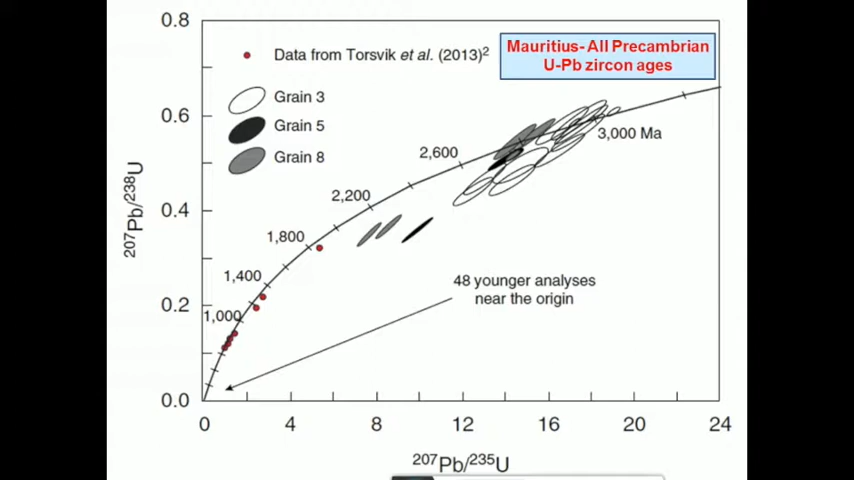 0.8
Data from Torsvik et al. (2013)2
Mauritius- All Precambrian
U-Pb zircon ages
Grain 3
Grain 5
Grain 8
0.6
3,000 Ma
2,600
2,200
207Pb/238U
0.4
1,800
1,400
48 younger analyses
near the origin
1,000
0.2
0.0
0 4 8 12 16 20 24
207Pb/235U